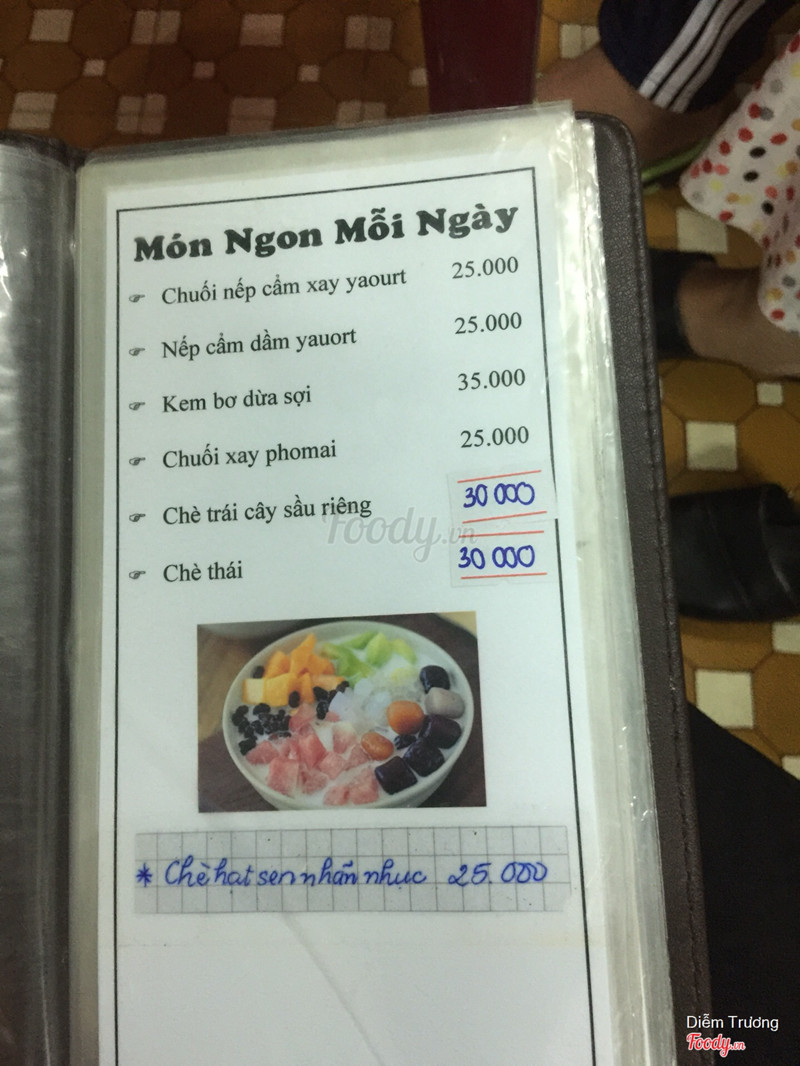 Món Ngon Mỗi Ngày
☞ Chuối nếp cẩm xay yaourt 25.000
☞ Nếp cẩm dầm yauort 25.000
☞ Kem bơ dừa sợi 35.000
☞ Chuối xay phomai 25.000
☞ Chè trái cây sầu riêng 30 000
Foody.vn
☞ Chè thái 30 000
* Chè hạt sen nhãn nhục 25.000
Diễm Trương
Foody.vn